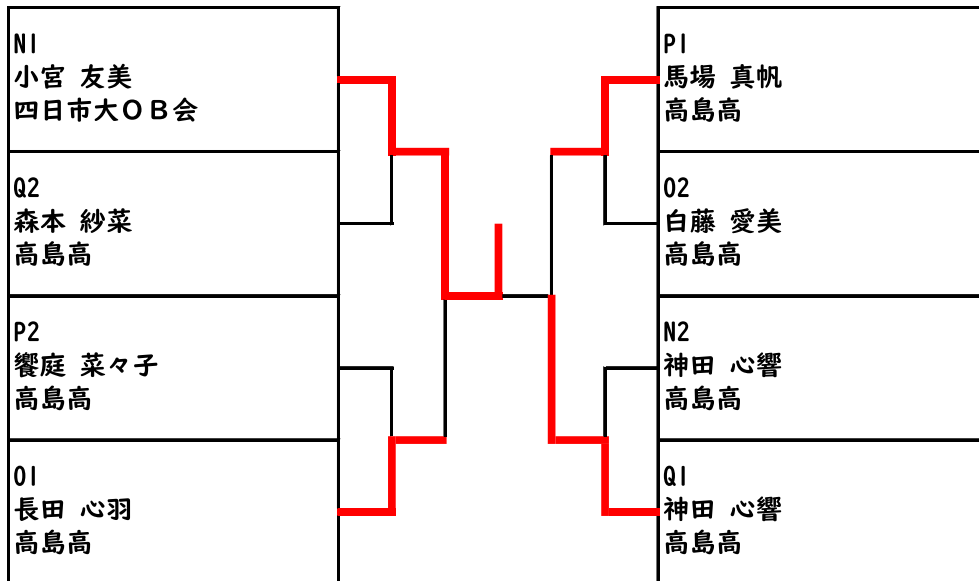 N1
小宮 友美
四日市大OB会
Q2
森本 紗菜
高島高
P2
饗庭 菜々子
高島高
O1
長田 心羽
高島高
P1
馬場 真帆
高島高
O2
白藤 愛美
高島高
N2
神田 心響
高島高
Q1
神田 心響
高島高